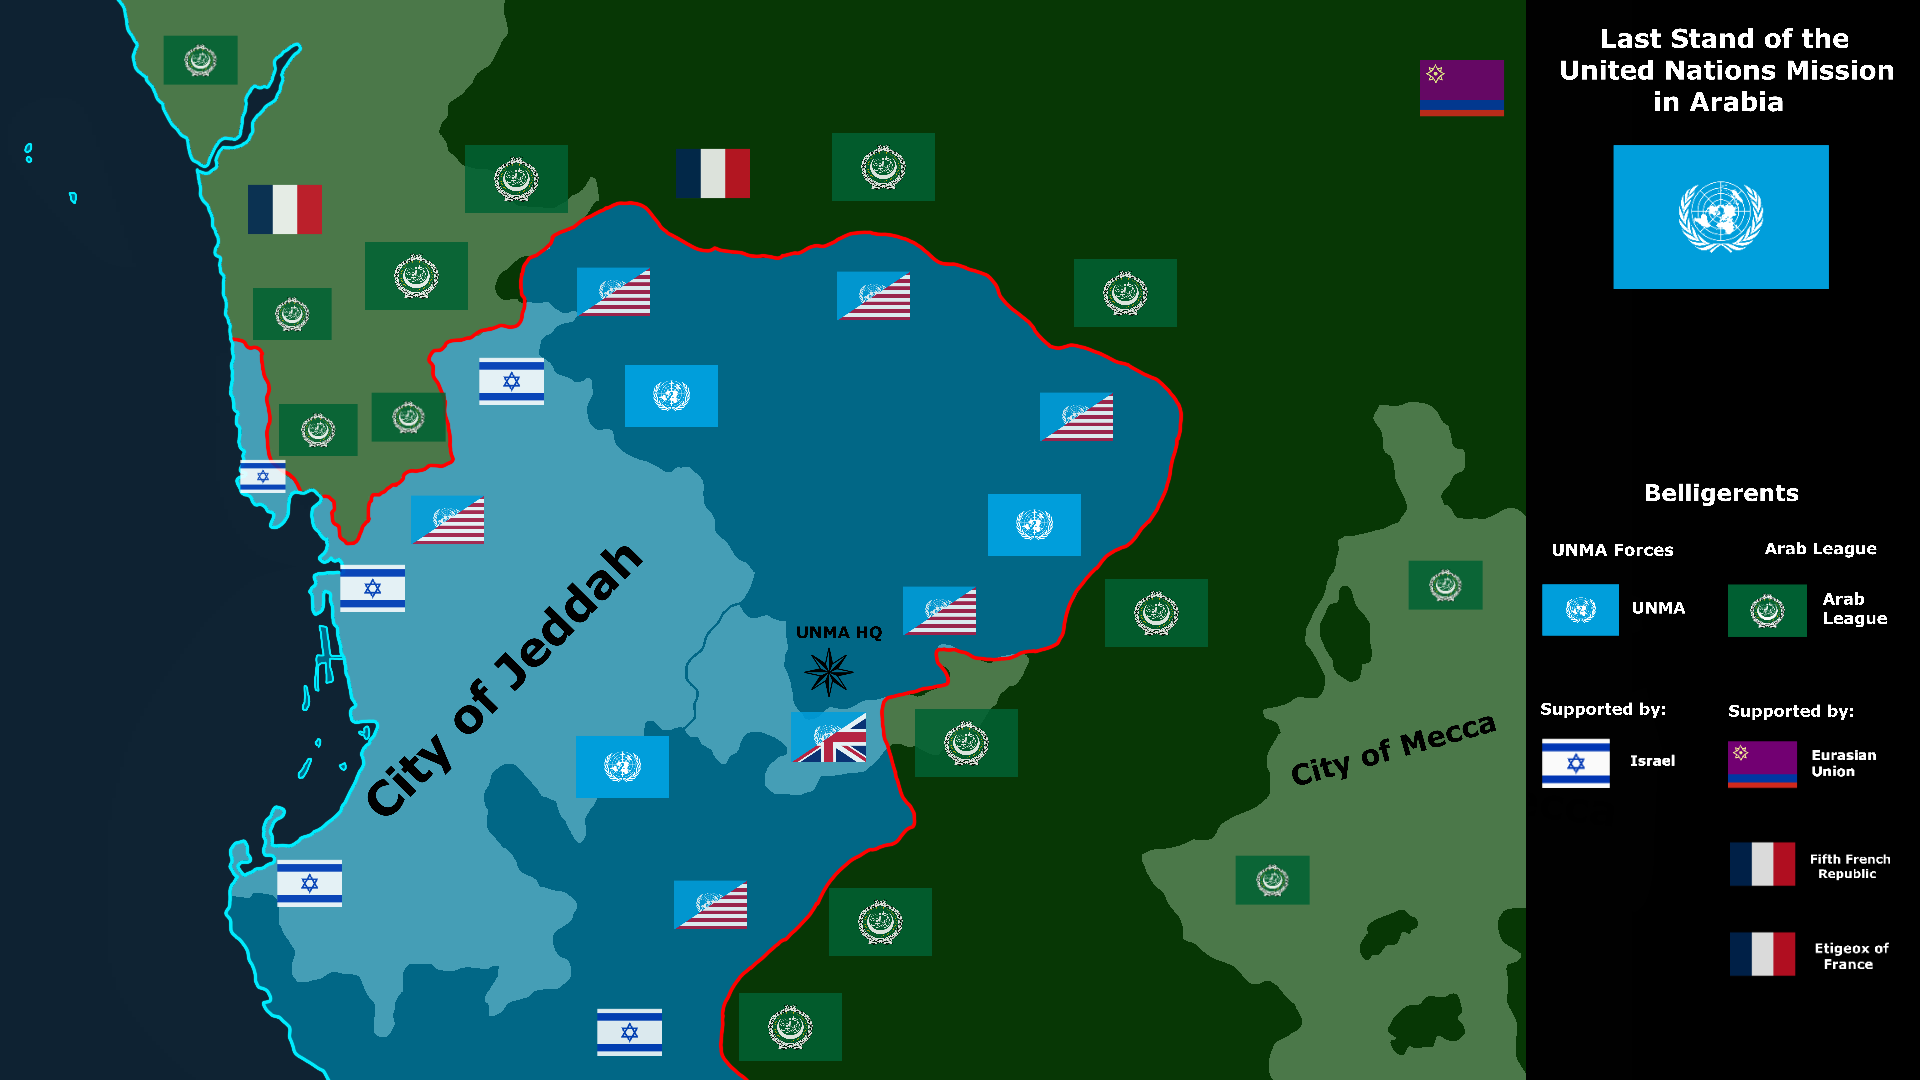 Last Stand of the
United Nations Mission
in Arabia
UNMA HQ
City of Jeddah
City of Mecca
Belligerents
UNMA Forces
Arab League
UNMA
Arab
League
Supported by:
Supported by:
Israel
Eurasian
Union
Fifth French
Republic
Etigeox of
France